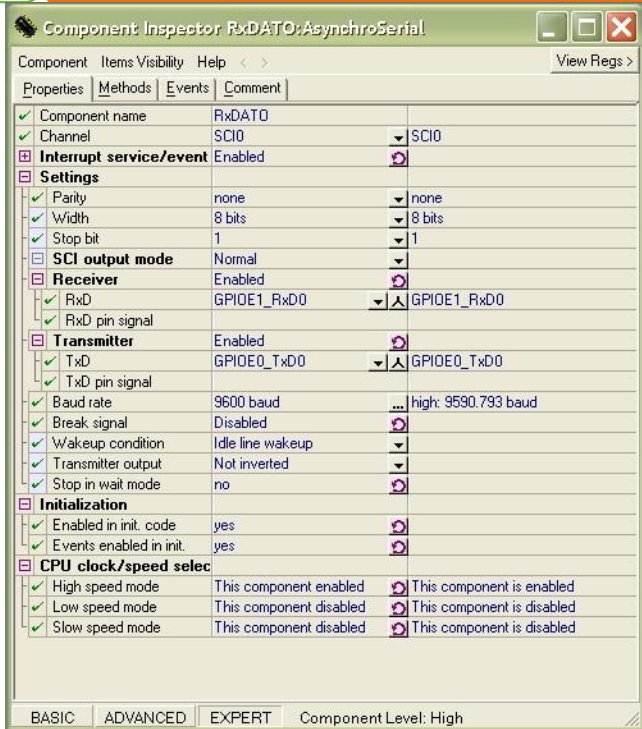 Component Inspector RxDATO:AsynchroSerial
Component Items Visibility Help < > View Regs >
Properties Methods Events Comment
Component name RxDATO
Channel SCI0 SCI0
Interrupt service/event Enabled
Settings
Parity none none
Width 8 bits 8 bits
Stop bit 1 1
SCI output mode Normal
Receiver Enabled
RxD GPIOE1_RxD0 GPIOE1_RxD0
RxD pin signal
Transmitter Enabled
TxD GPIOE0_TxD0 GPIOE0_TxD0
TxD pin signal
Baud rate 9600 baud ... high: 9590.793 baud
Break signal Disabled
Wakeup condition Idle line wakeup
Transmitter output Not inverted
Stop in wait mode no
Initialization
Enabled in init. code yes
Events enabled in init. yes
CPU clock/speed selec
High speed mode This component enabled This component is enabled
Low speed mode This component disabled This component is disabled
Slow speed mode This component disabled This component is disabled
BASIC ADVANCED EXPERT Component Level: High